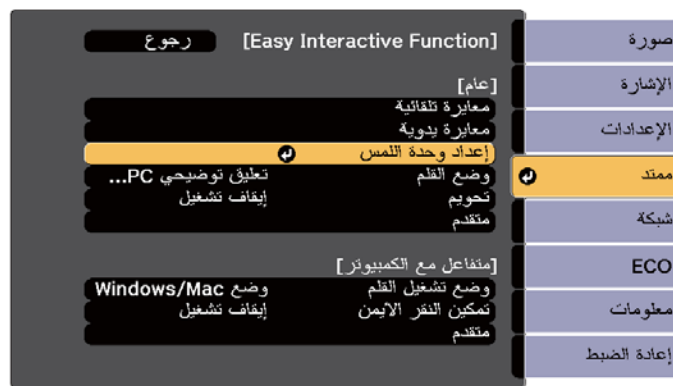 [Easy Interactive Function] رجوع
[عام]
معايرة تلقائية
معايرة يدوية
إعداد وحدة اللمس
وضع القلم تعليق توضيحي PC...
تحويم إيقاف تشغيل
متقدم
[متفاعل مع الكمبيوتر]
وضع تشغيل القلم وضع Windows/Mac
تمكين النقر الايمن إيقاف تشغيل
متقدم
صورة
الإشارة
الإعدادات
ممتد
شبكة
ECO
معلومات
إعادة الضبط